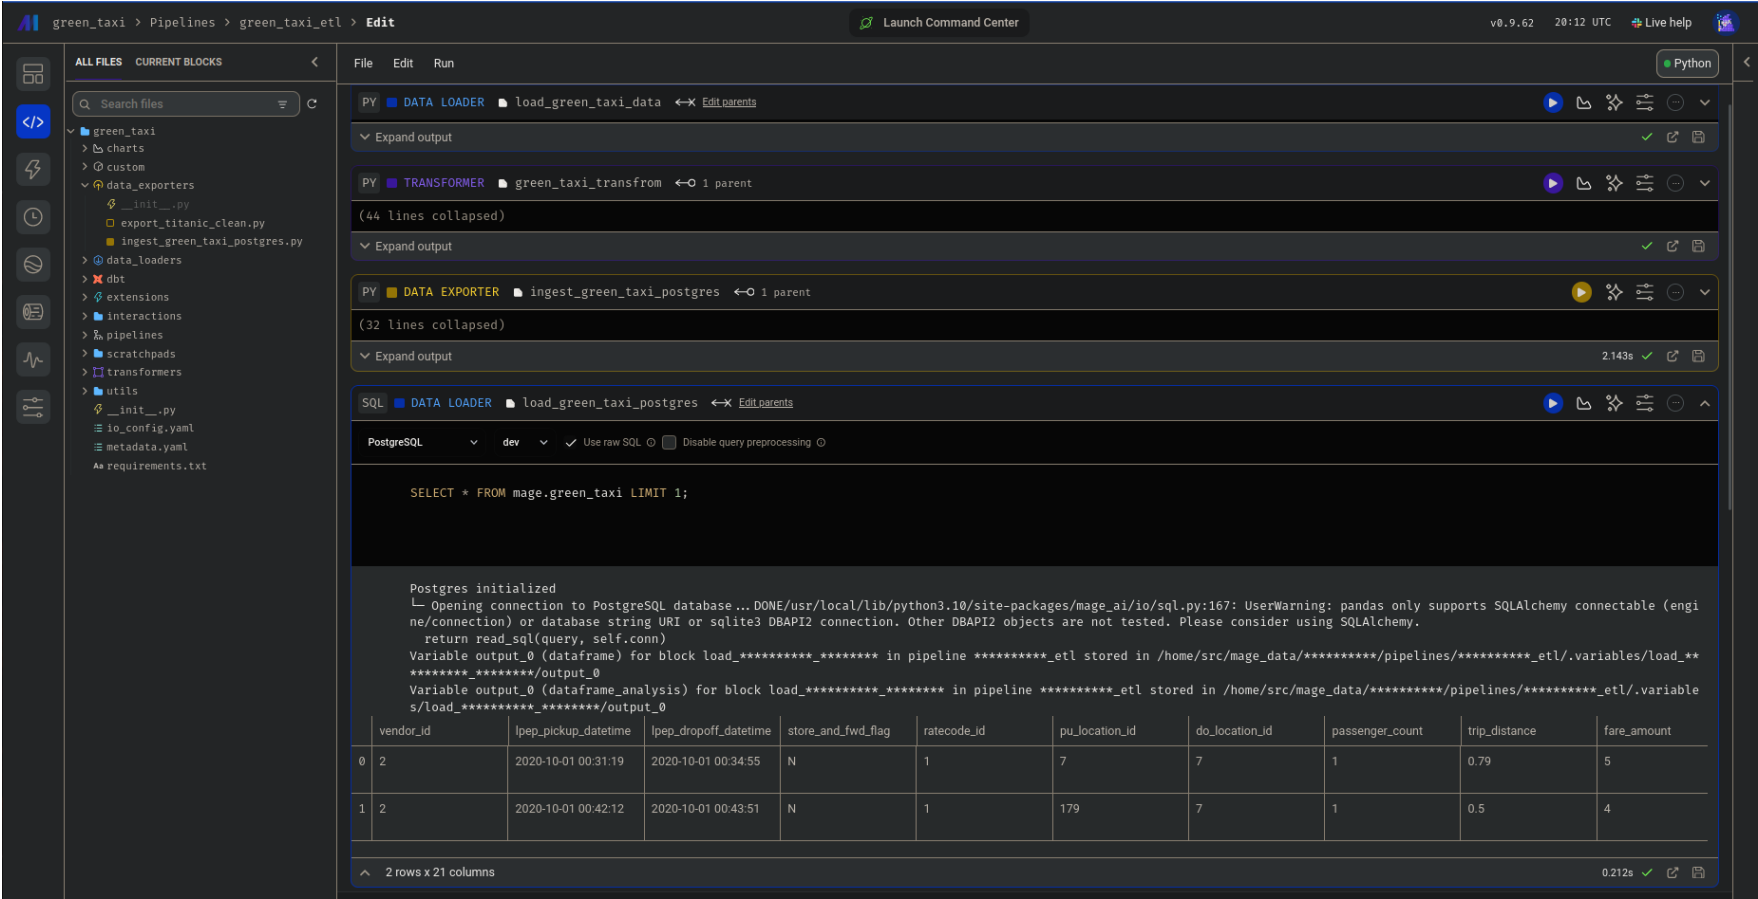 green_taxi > Pipelines > green_taxi_etl > Edit
Launch Command Center
v0.9.62 20:12 UTC Live help
ALL FILES CURRENT BLOCKS
File Edit Run
Python
Search files
green_taxi
charts
custom
data_exporters
__init__.py
export_titanic_clean.py
ingest_green_taxi_postgres.py
data_loaders
dbt
extensions
interactions
pipelines
scratchpads
transformers
utils
__init__.py
io_config.yaml
metadata.yaml
Aa requirements.txt
PY DATA LOADER load_green_taxi_data Edit parents
Expand output
PY TRANSFORMER green_taxi_transfrom 1 parent
(44 lines collapsed)
Expand output
PY DATA EXPORTER ingest_green_taxi_postgres 1 parent
(32 lines collapsed)
Expand output 2.143s
SQL DATA LOADER load_green_taxi_postgres Edit parents
PostgreSQL dev Use raw SQL Disable query preprocessing
SELECT * FROM mage.green_taxi LIMIT 1;
Postgres initialized
└─ Opening connection to PostgreSQL database...DONE/usr/local/lib/python3.10/site-packages/mage_ai/io/sql.py:167: UserWarning: pandas only supports SQLAlchemy connectable (engi
ne/connection) or database string URI or sqlite3 DBAPI2 connection. Other DBAPI2 objects are not tested. Please consider using SQLAlchemy.
return read_sql(query, self.conn)
Variable output_0 (dataframe) for block load_**********_******** in pipeline **********_etl stored in /home/src/mage_data/**********/pipelines/**********_etl/.variables/load_**
********_********/output_0
Variable output_0 (dataframe_analysis) for block load_**********_******** in pipeline **********_etl stored in /home/src/mage_data/**********/pipelines/**********_etl/.variable
s/load_**********_********/output_0
vendor_id lpep_pickup_datetime lpep_dropoff_datetime store_and_fwd_flag ratecode_id pu_location_id do_location_id passenger_count trip_distance fare_amount
0 2 2020-10-01 00:31:19 2020-10-01 00:34:55 N 1 7 7 1 0.79 5
1 2 2020-10-01 00:42:12 2020-10-01 00:43:51 N 1 179 7 1 0.5 4
2 rows x 21 columns 0.212s